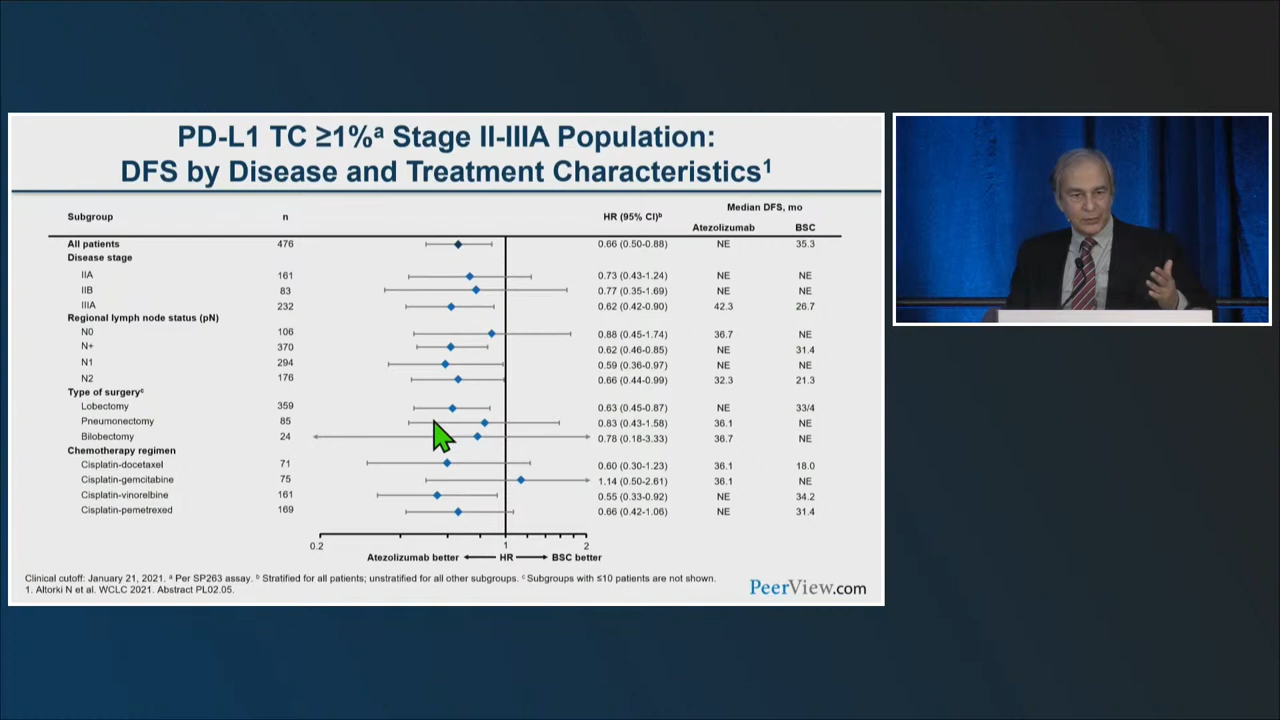 PD-L1 TC ≥1%ᵃ Stage II-IIIA Population:
DFS by Disease and Treatment Characteristics¹
Median DFS, mo
Subgroup n HR (95% CI)ᵇ Atezolizumab BSC
All patients 476 0.66 (0.50-0.88) NE 35.3
Disease stage
IIA 161 0.73 (0.43-1.24) NE NE
IIB 83 0.77 (0.35-1.69) NE NE
IIIA 232 0.62 (0.42-0.90) 42.3 26.7
Regional lymph node status (pN)
N0 106 0.88 (0.45-1.74) 36.7 NE
N+ 370 0.62 (0.46-0.85) NE 31.4
N1 294 0.59 (0.36-0.97) NE NE
N2 176 0.66 (0.44-0.99) 32.3 21.3
Type of surgeryᶜ
Lobectomy 359 0.63 (0.45-0.87) NE 33/4
Pneumonectomy 85 0.83 (0.43-1.58) 36.1 NE
Bilobectomy 24 0.78 (0.18-3.33) 36.7 NE
Chemotherapy regimen
Cisplatin-docetaxel 71 0.60 (0.30-1.23) 36.1 18.0
Cisplatin-gemcitabine 75 1.14 (0.50-2.61) 36.1 NE
Cisplatin-vinorelbine 161 0.55 (0.33-0.92) NE 34.2
Cisplatin-pemetrexed 169 0.66 (0.42-1.06) NE 31.4
0.2 1 2
Atezolizumab better HR BSC better
Clinical cutoff: January 21, 2021. ᵃ Per SP263 assay. ᵇ Stratified for all patients; unstratified for all other subgroups. ᶜ Subgroups with ≤10 patients are not shown.
1. Altorki N et al. WCLC 2021. Abstract PL02.05.
PeerView.com